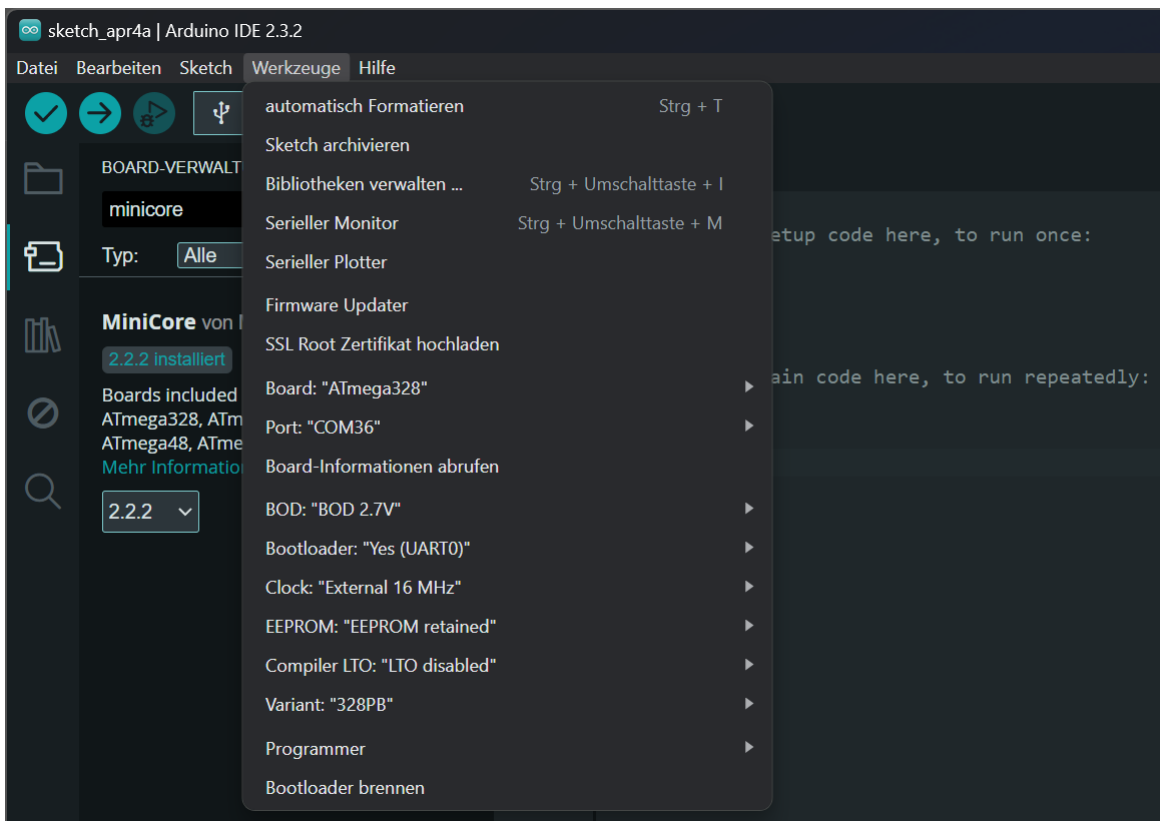 sketch_apr4a | Arduino IDE 2.3.2
Datei Bearbeiten Sketch Werkzeuge Hilfe
automatisch Formatieren Strg + T
Sketch archivieren
Bibliotheken verwalten ... Strg + Umschalttaste + I
Serieller Monitor Strg + Umschalttaste + M
Serieller Plotter
Firmware Updater
SSL Root Zertifikat hochladen
Board: "ATmega328"
Port: "COM36"
Board-Informationen abrufen
BOD: "BOD 2.7V"
Bootloader: "Yes (UART0)"
Clock: "External 16 MHz"
EEPROM: "EEPROM retained"
Compiler LTO: "LTO disabled"
Variant: "328PB"
Programmer
Bootloader brennen
BOARD-VERWALT
minicore
Typ: Alle
MiniCore von
2.2.2 installiert
Boards included
ATmega328, ATm
ATmega48, ATme
Mehr Informatio
2.2.2
etup code here, to run once:
ain code here, to run repeatedly: